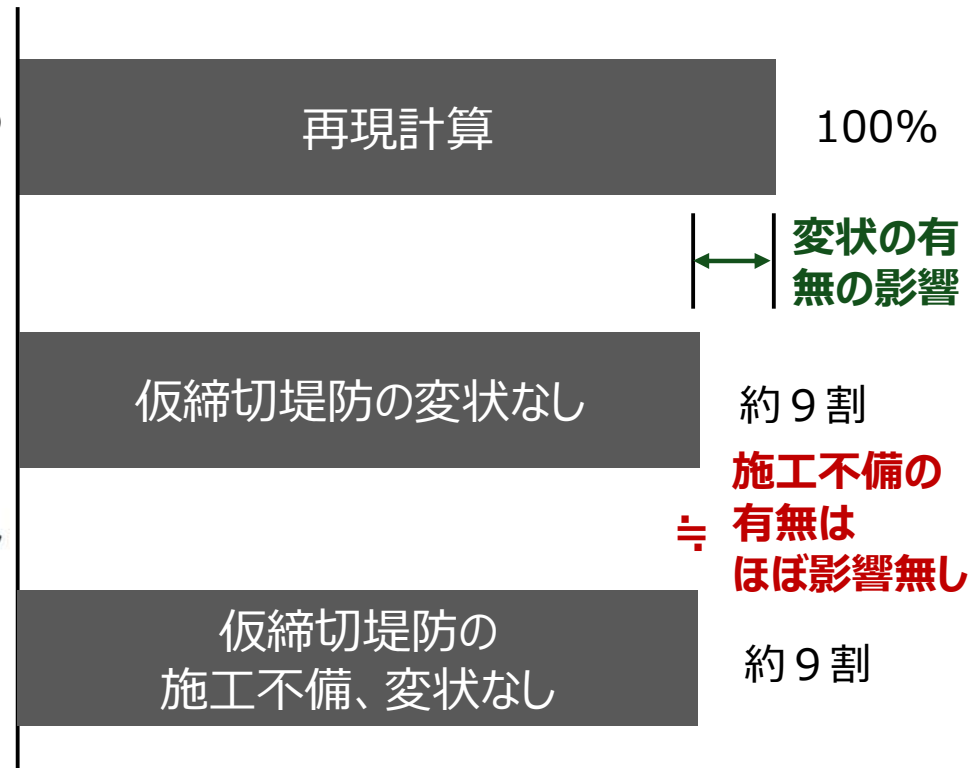 再現計算
100%
変状の有
無の影響
仮締切堤防の変状なし
約９割
施工不備の
≒ 有無は
ほぼ影響無し
仮締切堤防の
施工不備、変状なし
約９割